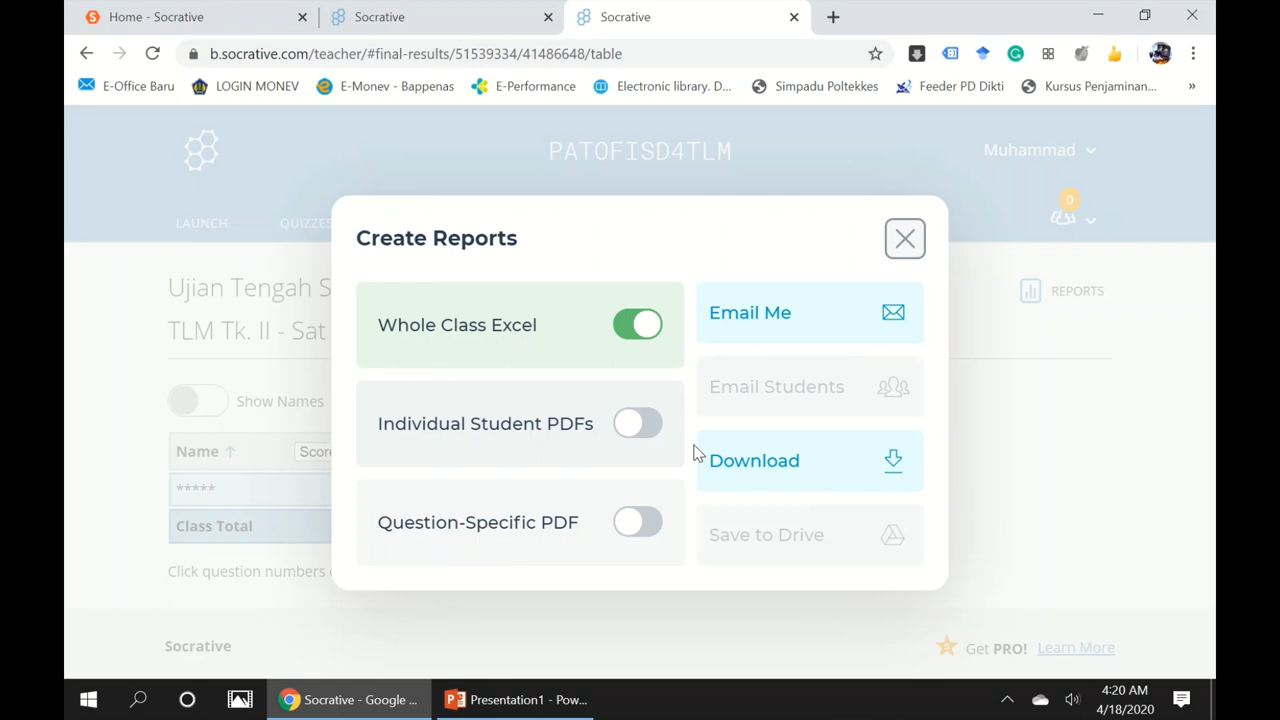 Home - Socrative
Socrative
Socrative
b.socrative.com/teacher/#final-results/51539334/41486648/table
E-Office Baru
LOGIN MONEV
E-Monev - Bappenas
E-Performance
Electronic library. D...
Simpadu Poltekkes
Feeder PD Dikti
Kursus Penjaminan...
»
PATOFISD4TLM
Muhammad
0
LAUNCH
QUIZZES
Create Reports
Ujian Tengah S
TLM Tk. II - Sat
REPORTS
Whole Class Excel
Email Me
Email Students
Show Names
Individual Student PDFs
Name ↑
Score
Download
*****
Class Total
Question-Specific PDF
Save to Drive
Click question numbers
Socrative
Get PRO! Learn More
Socrative - Google ...
Presentation1 - Pow...
4:20 AM
4/18/2020